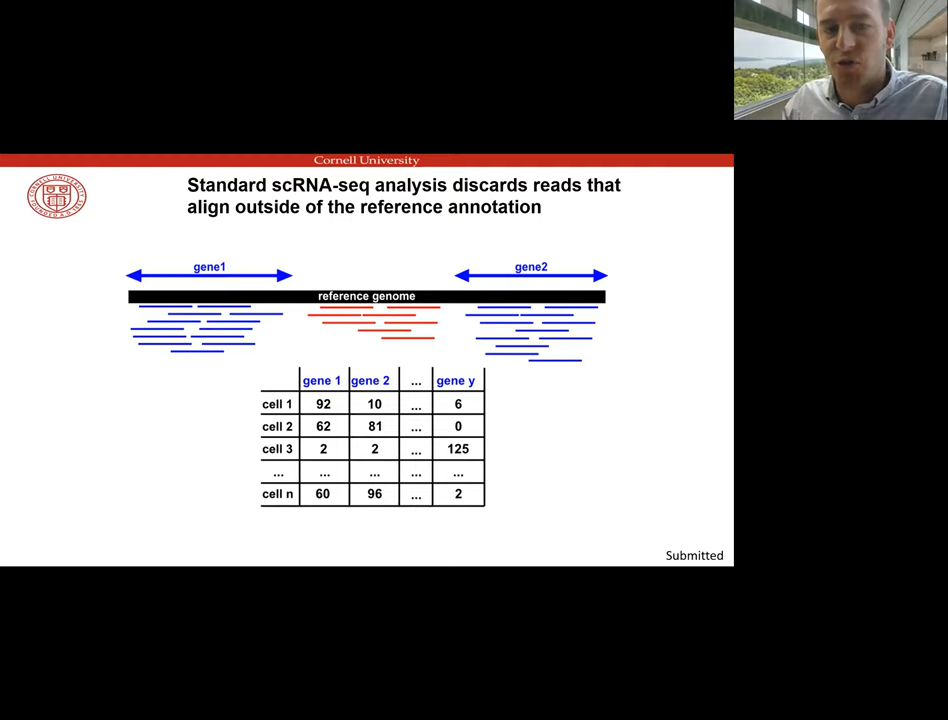 Cornell University
Standard scRNA-seq analysis discards reads that
align outside of the reference annotation
gene1
gene2
reference genome
gene 1 gene 2 ... gene y
cell 1 92 10 ... 6
cell 2 62 81 ... 0
cell 3 2 2 ... 125
... ... ... ... ...
cell n 60 96 ... 2
Submitted